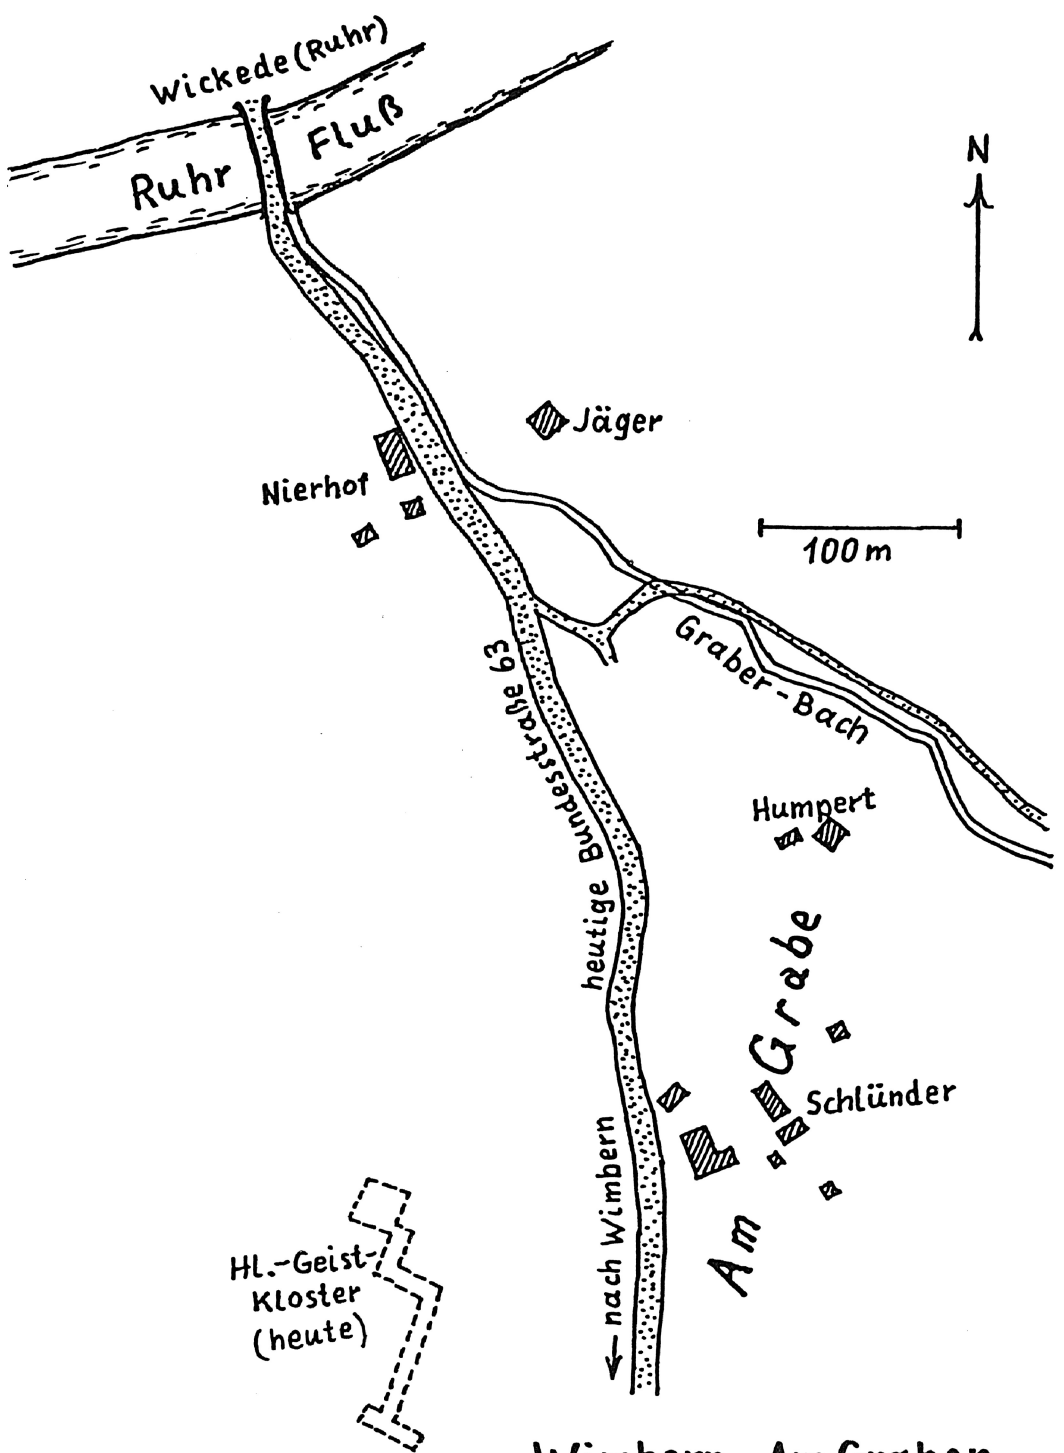 Wickede (Ruhr)
Ruhr
Fluß
N
Jäger
Nierhof
100 m
Graber-Bach
heutige Bundesstraße 63
Humpert
Am Grabe
Schlünder
← nach Wimbern
Hl.-Geist-
Kloster
(heute)